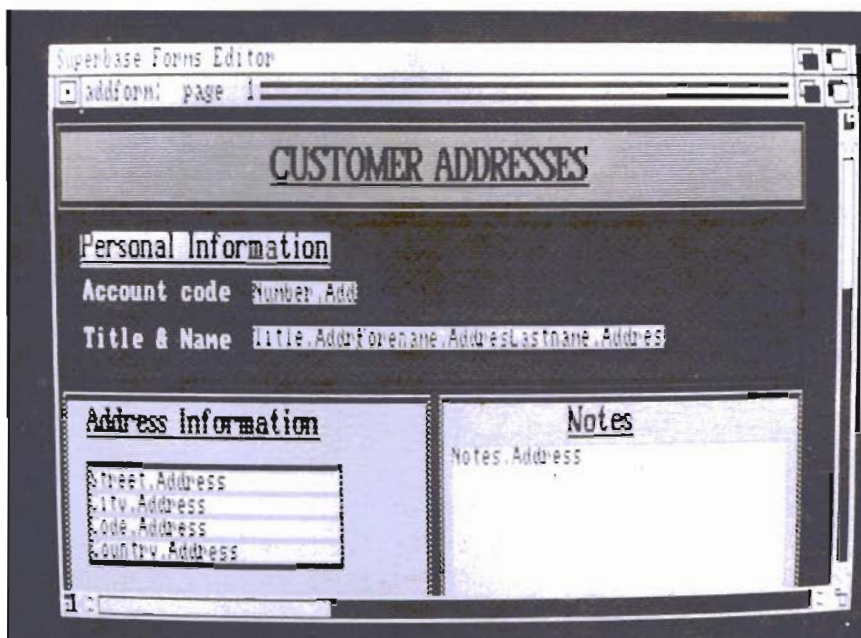 Superbase Forms Editor
addform: page 1
CUSTOMER ADDRESSES
Personal Information
Account code Number.Add
Title & Name Title.AddrForename.AddresLastname.Addres
Address Information
Street.Address
City.Address
Code.Address
Country.Address
Notes
Notes.Address
1